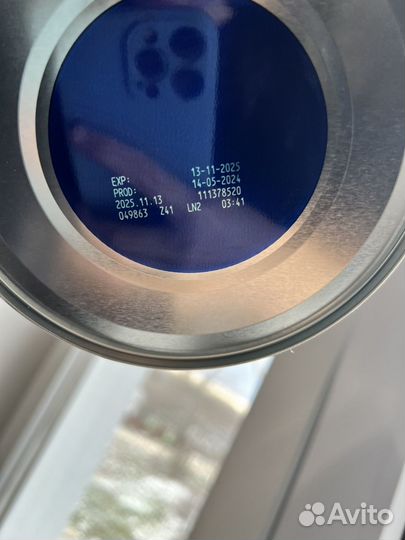 EXP: 13-11-2025
PROD: 14-05-2024
2025.11.13 111378520
049863 Z41 LN2 03:41
Avito